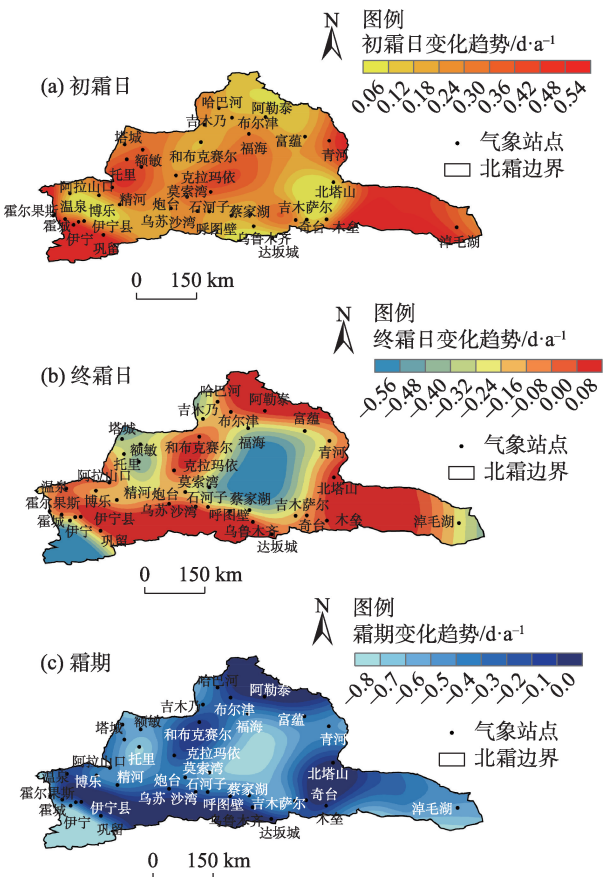 N
图例
初霜日变化趋势/d·a⁻¹
0.06 0.12 0.18 0.24 0.30 0.36 0.42 0.48 0.54
气象站点
北霜边界
(a) 初霜日
哈巴河
阿勒泰
吉木乃 布尔津
塔城
富蕴
额敏 和布克赛尔 福海
青河
托里 克拉玛依
阿拉山口
莫索湾
北塔山
温泉 博乐 精河 炮台 石河子 蔡家湖 吉木萨尔
霍尔果斯
霍城 伊宁县 乌苏 沙湾 呼图壁 奇台 木垒
伊宁 乌鲁木齐 淖毛湖
巩留 达坂城
0 150 km
N
图例
终霜日变化趋势/d·a⁻¹
−0.56 −0.48 −0.40 −0.32 −0.24 −0.16 −0.08 0.00 0.08
气象站点
北霜边界
(b) 终霜日
哈巴河
阿勒泰
吉木乃
布尔津
塔城 富蕴
额敏 和布克赛尔 福海
青河
托里 克拉玛依
阿拉山口
莫索湾
北塔山
温泉
博乐 精河 炮台 石河子 蔡家湖
霍尔果斯 吉木萨尔
霍城 伊宁县 乌苏 沙湾 呼图壁 奇台 木垒 淖毛湖
伊宁 乌鲁木齐
巩留 达坂城
0 150 km
N
图例
霜期变化趋势/d·a⁻¹
−0.8 −0.7 −0.6 −0.5 −0.4 −0.3 −0.2 −0.1 0.0
气象站点
北霜边界
(c) 霜期
哈巴河
阿勒泰
吉木乃 布尔津
塔城 额敏 福海 富蕴
和布克赛尔 青河
托里 克拉玛依
阿拉山口
莫索湾 北塔山
温泉 博乐 精河 炮台 石河子
霍尔果斯 蔡家湖 奇台
霍城 伊宁县 乌苏 沙湾 呼图壁 吉木萨尔 淖毛湖
伊宁 乌鲁木齐 木垒
巩留 达坂城
0 150 km